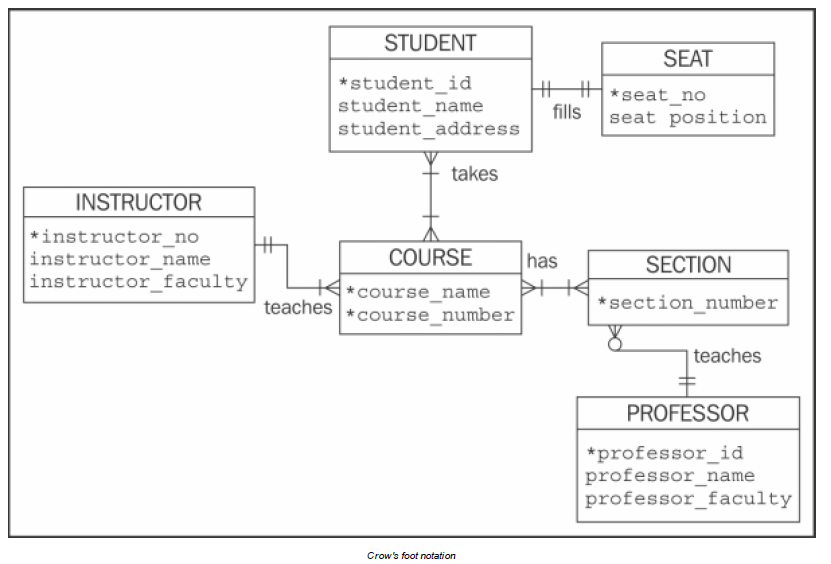 STUDENT
*student_id
student_name
student_address
SEAT
*seat_no
seat position
fills
takes
INSTRUCTOR
*instructor_no
instructor_name
instructor_faculty
teaches
COURSE
*course_name
*course_number
has
SECTION
*section_number
teaches
PROFESSOR
*professor_id
professor_name
professor_faculty
Crow's foot notation